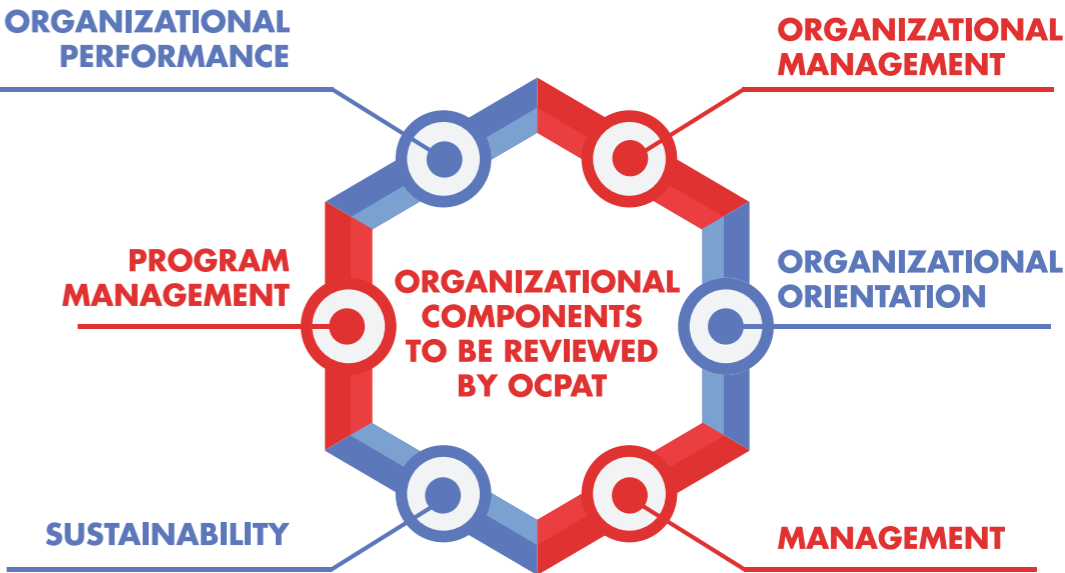 ORGANIZATIONAL
PERFORMANCE
ORGANIZATIONAL
MANAGEMENT
PROGRAM
MANAGEMENT
ORGANIZATIONAL
COMPONENTS
TO BE REVIEWED
BY OCPAT
ORGANIZATIONAL
ORIENTATION
SUSTAINABILITY
MANAGEMENT